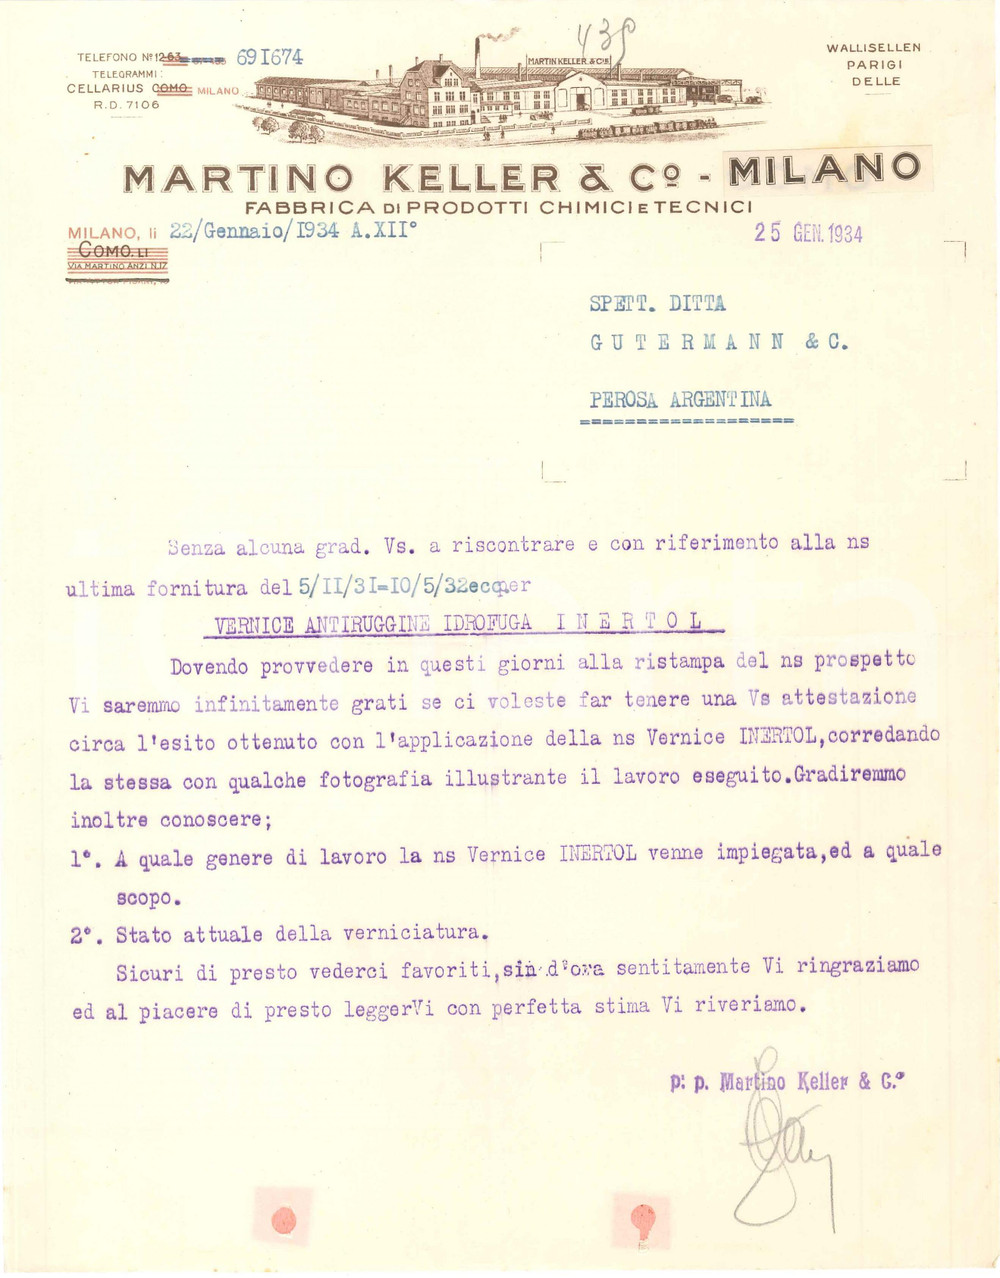 TELEFONO Nº 1263 691674
TELEGRAMMI:
CELLARIUS COMO MILANO
R.D. 7106
439
MARTIN KELLER & CIE
WALLISELLEN
PARIGI
DELLE
MARTINO KELLER & Cº - MILANO
FABBRICA DI PRODOTTI CHIMICI E TECNICI
MILANO, li 22/Gennaio/1934 A.XII°
COMO. LI
VIA MARTINO ANZI N.17
25 GEN. 1934
SPETT. DITTA
GUTERMANN & C.
PEROSA ARGENTINA
Senza alcuna grad. Vs. a riscontrare e con riferimento alla ns
ultima fornitura del 5/II/31=10/5/32ecc per
VERNICE ANTIRUGGINE IDROFUGA INERTOL
Dovendo provvedere in questi giorni alla ristampa del ns prospetto
Vi saremmo infinitamente grati se ci voleste far tenere una Vs attestazione
circa l'esito ottenuto con l'applicazione della ns Vernice INERTOL,corredando
la stessa con qualche fotografia illustrante il lavoro eseguito.Gradiremmo
inoltre conoscere;
1°. A quale genere di lavoro la ns Vernice INERTOL venne impiegata,ed a quale
scopo.
2°. Stato attuale della verniciatura.
Sicuri di presto vederci favoriti,sin d'ora sentitamente Vi ringraziamo
ed al piacere di presto leggerVi con perfetta stima Vi riveriamo.
p. p. Martino Keller & C.°